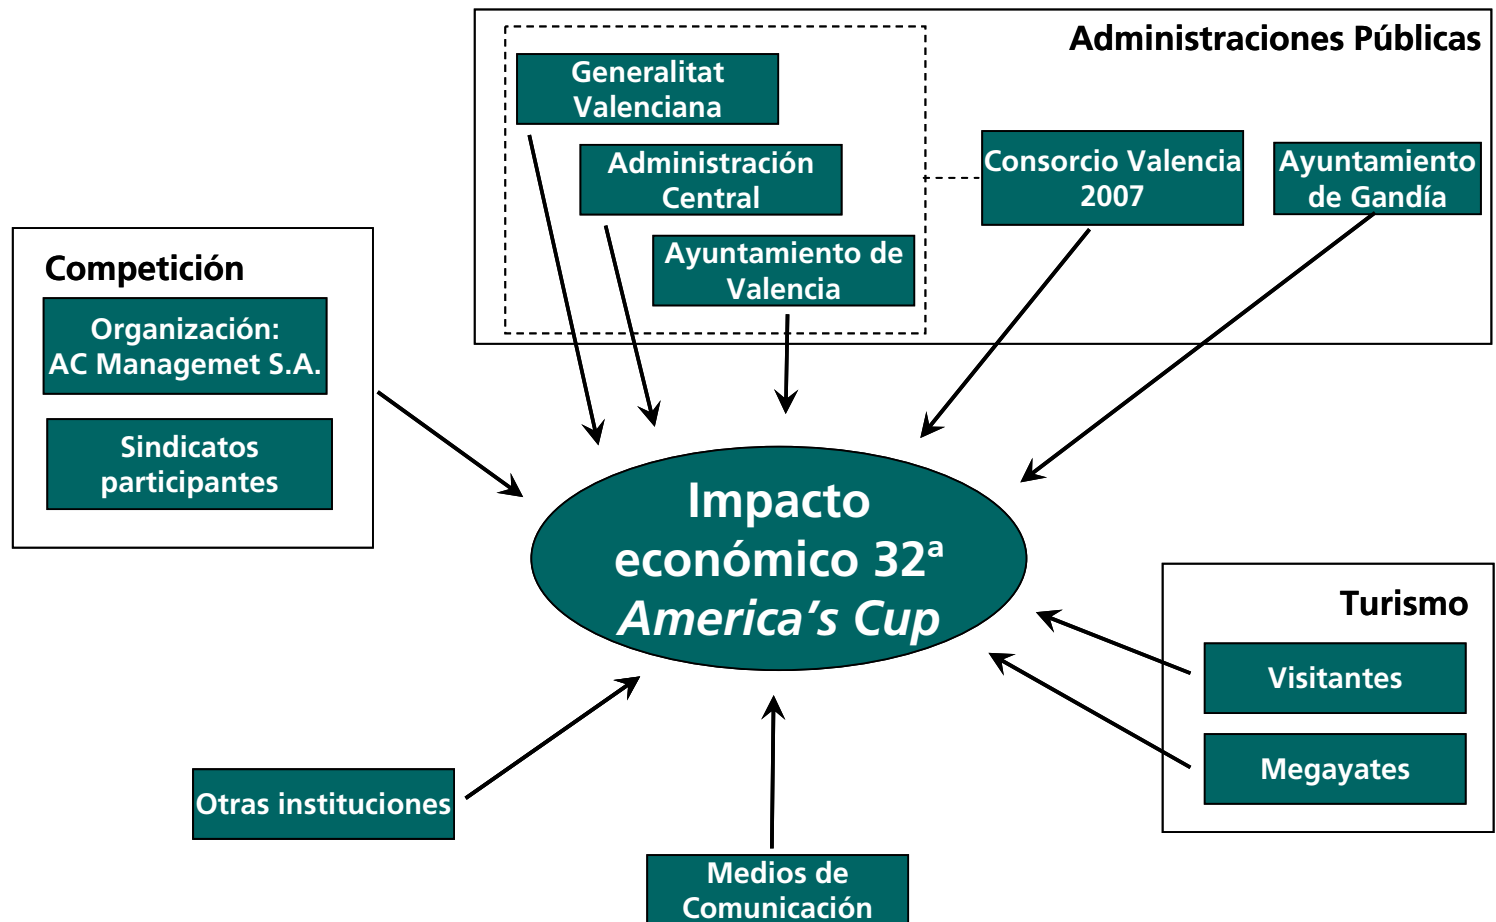 Administraciones Públicas
Generalitat
Valenciana
Administración
Central
Ayuntamiento de
Valencia
Consorcio Valencia
2007
Ayuntamiento
de Gandía
Competición
Organización:
AC Managemet S.A.
Sindicatos
participantes
Impacto
económico 32ª
America's Cup
Turismo
Visitantes
Megayates
Otras instituciones
Medios de
Comunicación